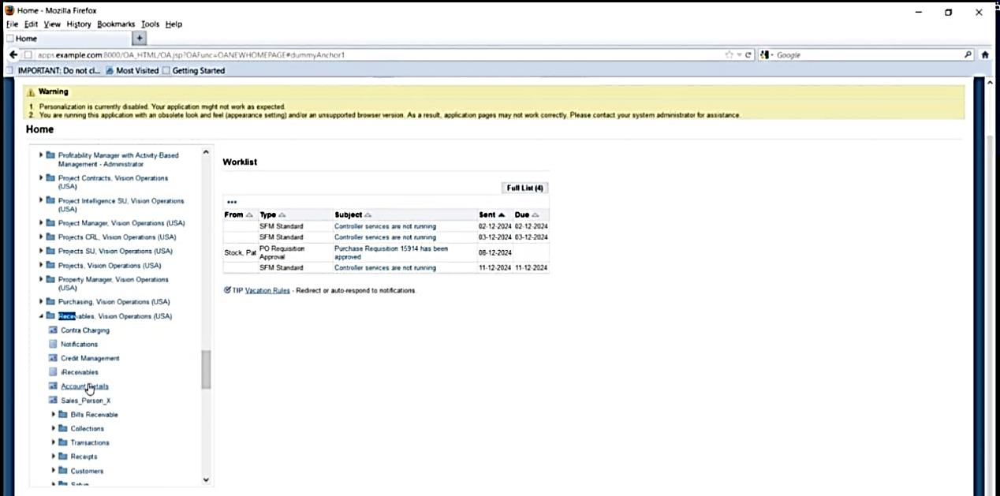 Home - Mozilla Firefox
File Edit View History Bookmarks Tools Help
Home
apps.example.com:8000/OA_HTML/OA.jsp?OAFunc=OANEWHOMEPAGE#dummyAnchor1
Google
IMPORTANT: Do not cl... Most Visited Getting Started
Warning
1. Personalization is currently disabled. Your application might not work as expected.
2. You are running this application with an obsolete look and feel (appearance setting) and/or an unsupported browser version. As a result, application pages may not work correctly. Please contact your system administrator for assistance.
Home
Profitability Manager with Activity-Based
Management - Administrator
Project Contracts, Vision Operations
(USA)
Project Intelligence SU, Vision Operations
(USA)
Project Manager, Vision Operations (USA)
Projects CRL, Vision Operations (USA)
Projects SU, Vision Operations (USA)
Projects, Vision Operations (USA)
Property Manager, Vision Operations
(USA)
Purchasing, Vision Operations (USA)
Receivables, Vision Operations (USA)
Contra Charging
Notifications
Credit Management
iReceivables
Account Details
Sales_Person_X
Bills Receivable
Collections
Transactions
Receipts
Customers
Setup
Worklist
Full List (4)
...
From Type Subject Sent Due
SFM Standard Controller services are not running 02-12-2024 02-12-2024
SFM Standard Controller services are not running 03-12-2024 03-12-2024
Stock, Pat PO Requisition Approval Purchase Requisition 15914 has been approved 08-12-2024
SFM Standard Controller services are not running 11-12-2024 11-12-2024
TIP Vacation Rules - Redirect or auto-respond to notifications.